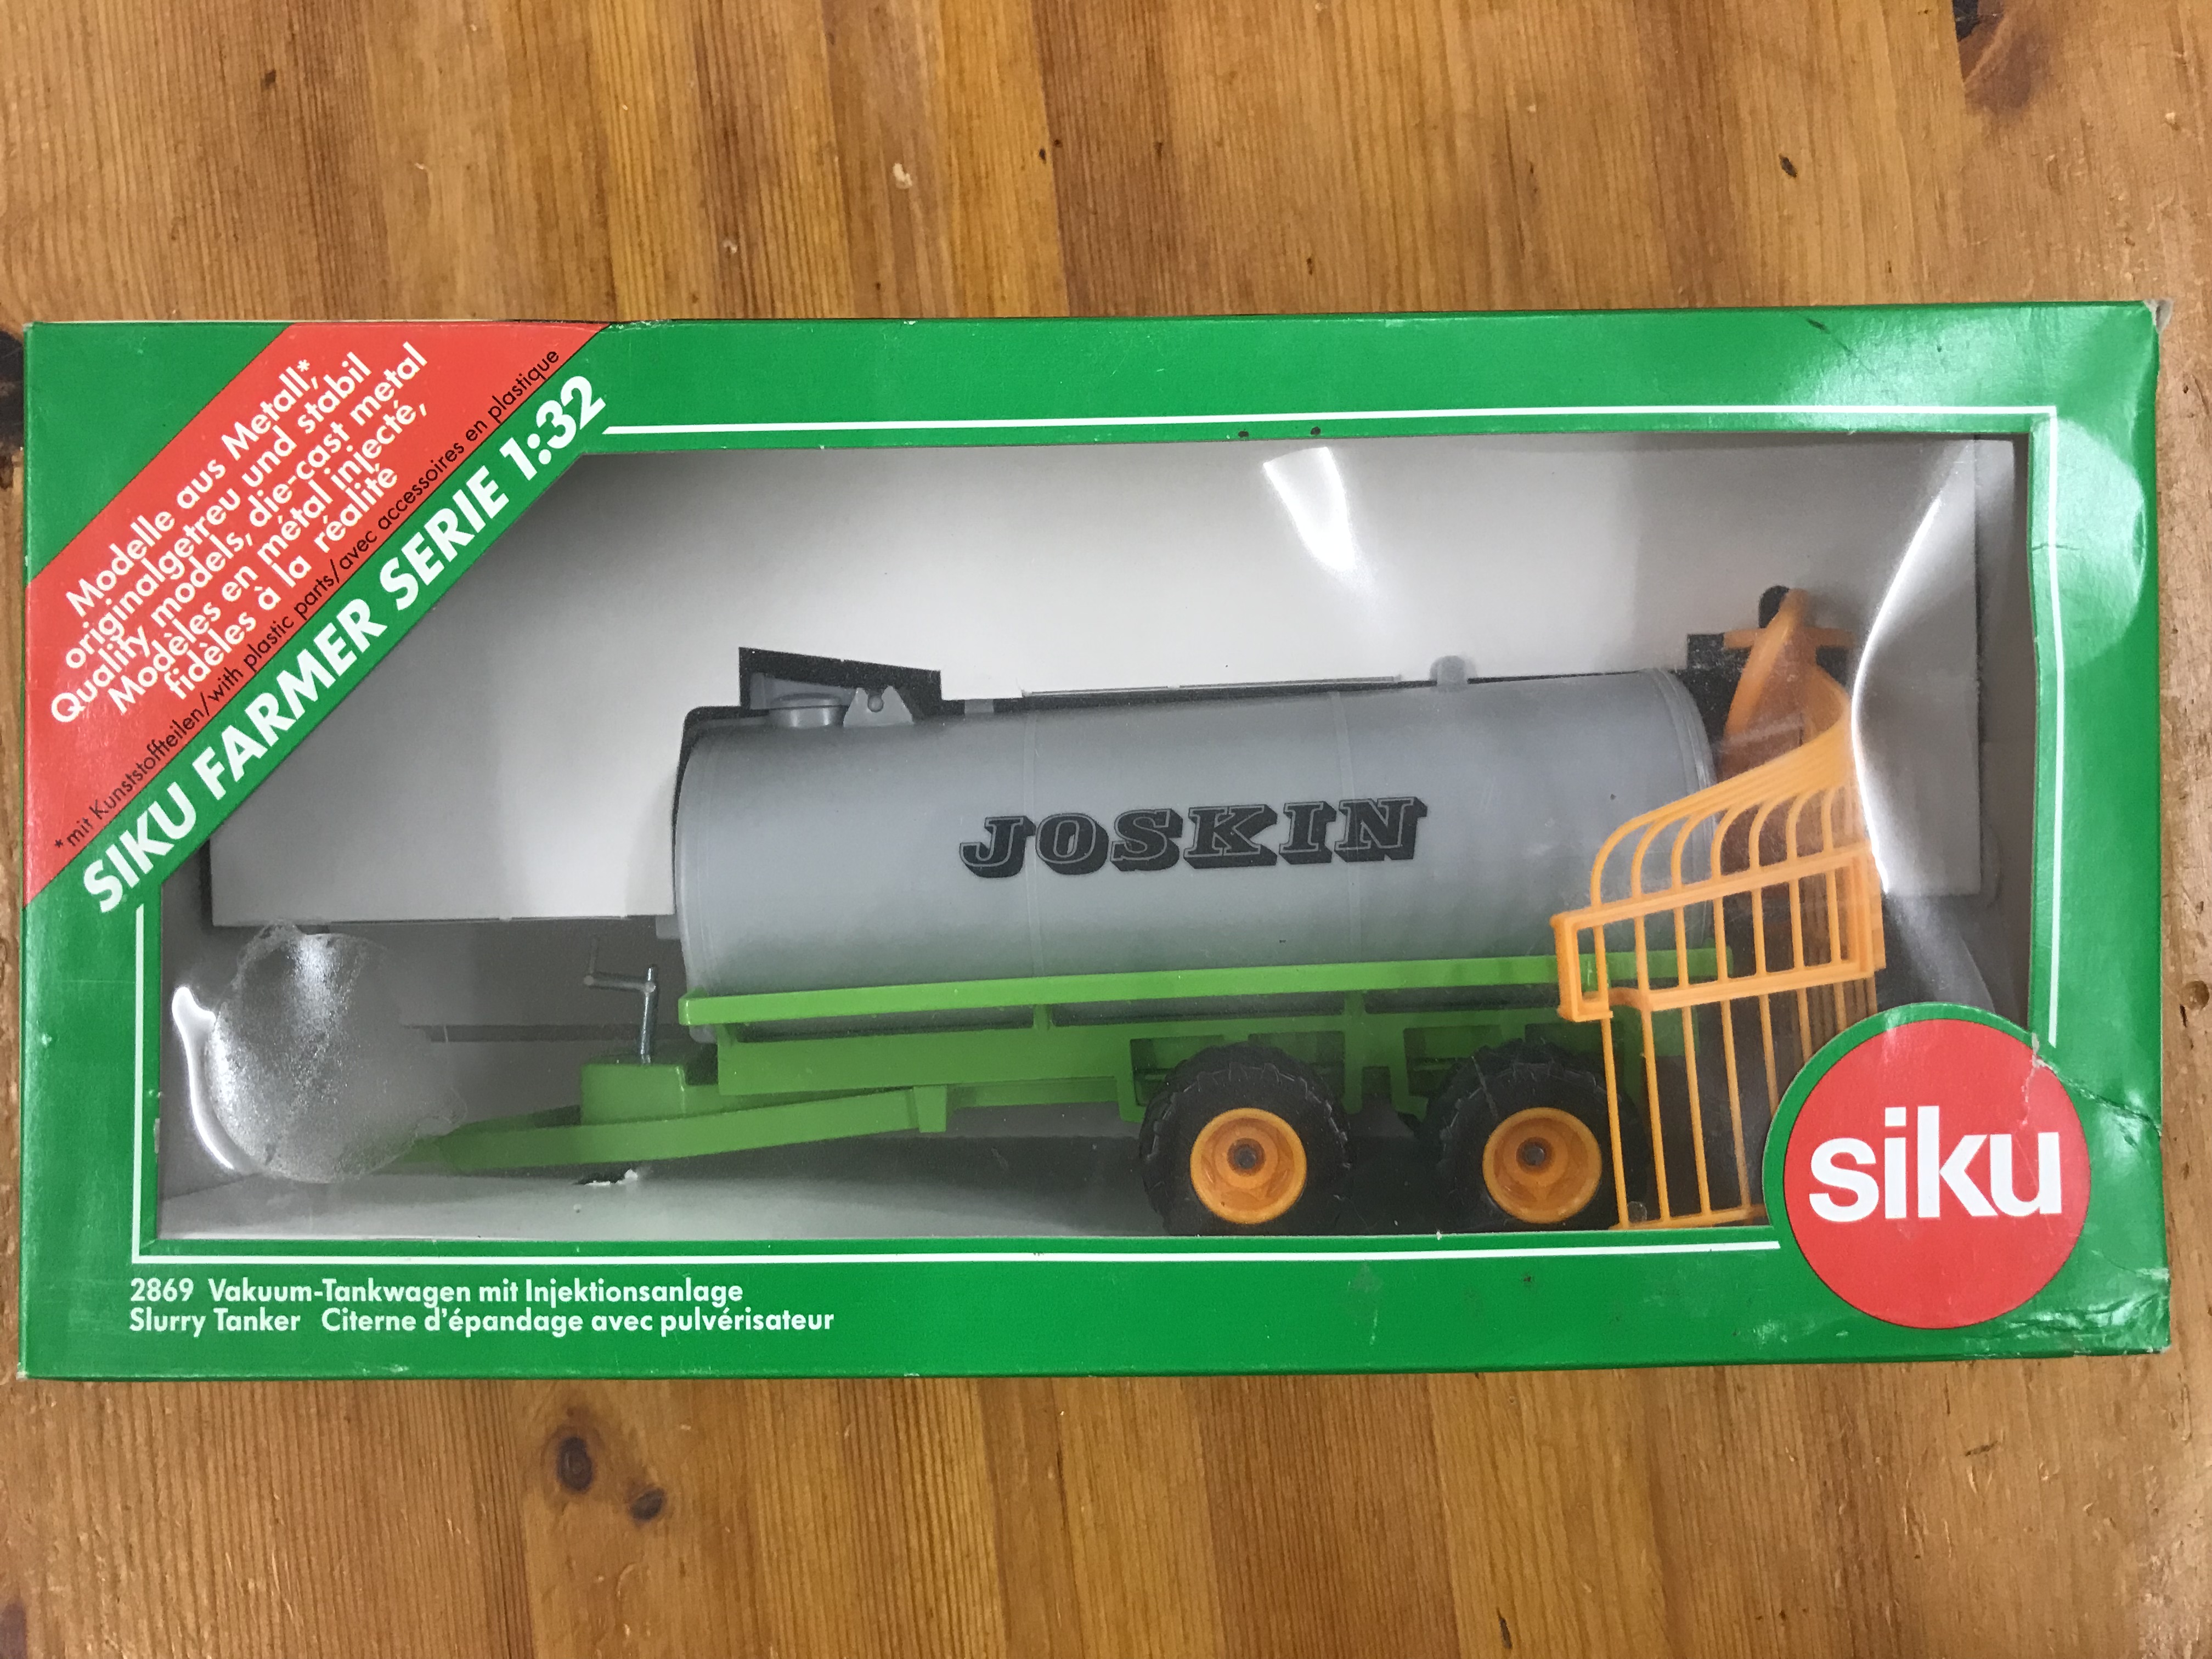 Modelle aus Metall*,
originalgetreu und stabil
Quality models, die-cast metal
Modèles en métal injecté,
fidèles à la réalité
*mit Kunststoffteilen/with plastic parts/avec accessoires en plastique
SIKU FARMER SERIE 1:32
JOSKIN
siku
2869 Vakuum-Tankwagen mit Injektionsanlage
Slurry Tanker Citerne d'épandage avec pulvérisateur